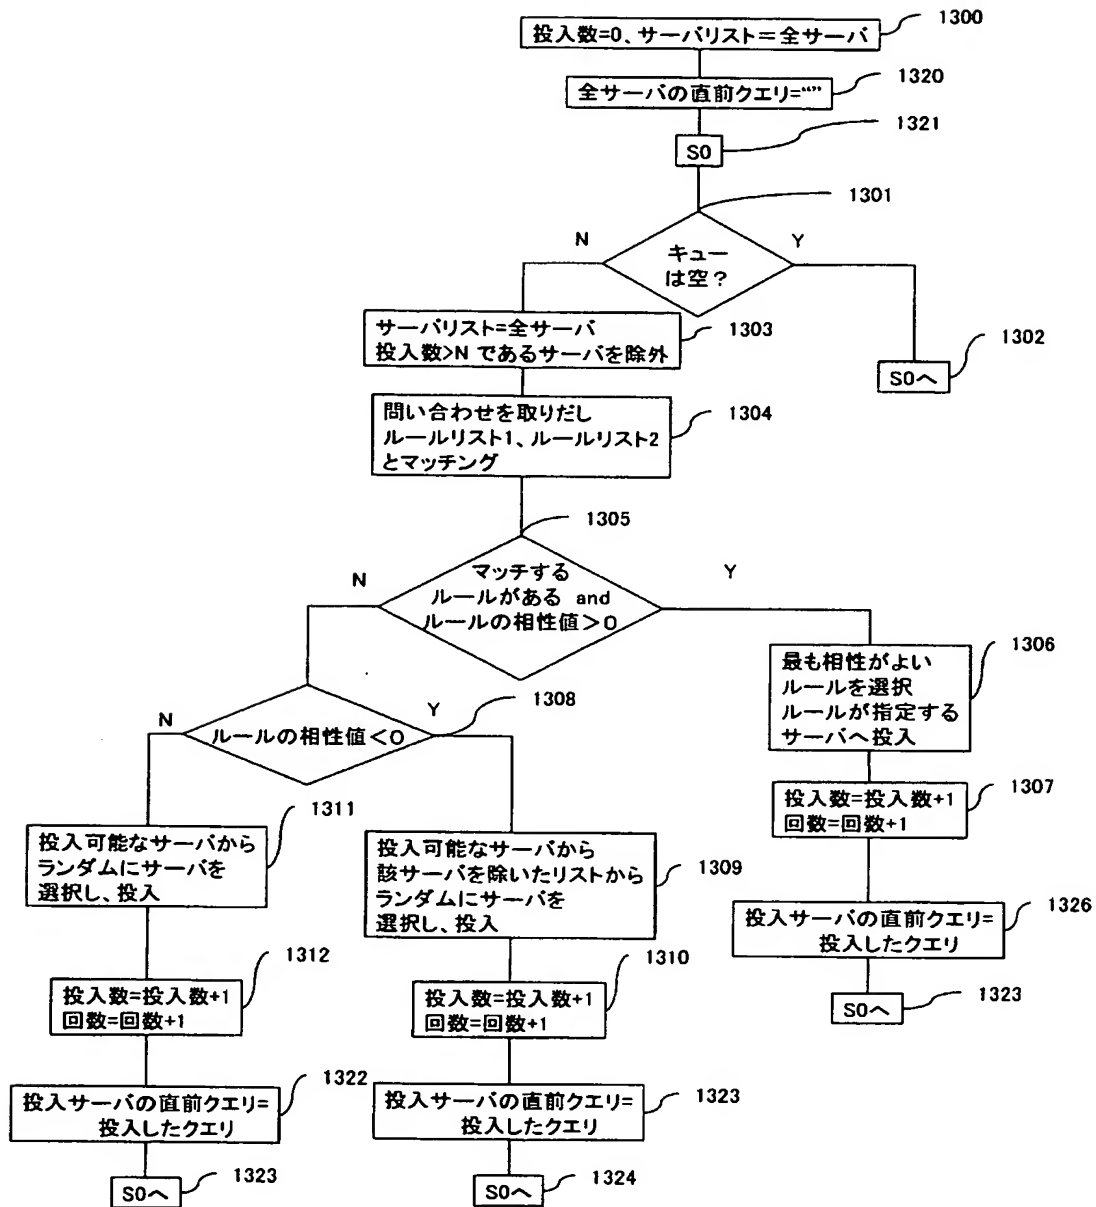 1300
投入数=0、サーバリスト=全サーバ
1320
全サーバの直前クエリ=“”
1321
S0
1301
N
Y
キュー
は空？
サーバリスト=全サーバ
投入数>N であるサーバを除外
1303
1302
S0へ
問い合わせを取りだし
ルールリスト1、ルールリスト2
とマッチング
1304
1305
N
Y
マッチする
ルールがある and
ルールの相性値>0
1306
最も相性がよい
ルールを選択
ルールが指定する
サーバへ投入
N
Y
1308
ルールの相性値<0
1307
投入数=投入数+1
回数=回数+1
1311
投入可能なサーバから
ランダムにサーバを
選択し、投入
1309
投入可能なサーバから
該サーバを除いたリストから
ランダムにサーバを
選択し、投入
1326
投入サーバの直前クエリ=
投入したクエリ
1312
投入数=投入数+1
回数=回数+1
1310
投入数=投入数+1
回数=回数+1
1323
S0へ
1322
投入サーバの直前クエリ=
投入したクエリ
1323
投入サーバの直前クエリ=
投入したクエリ
1323
S0へ
1324
S0へ